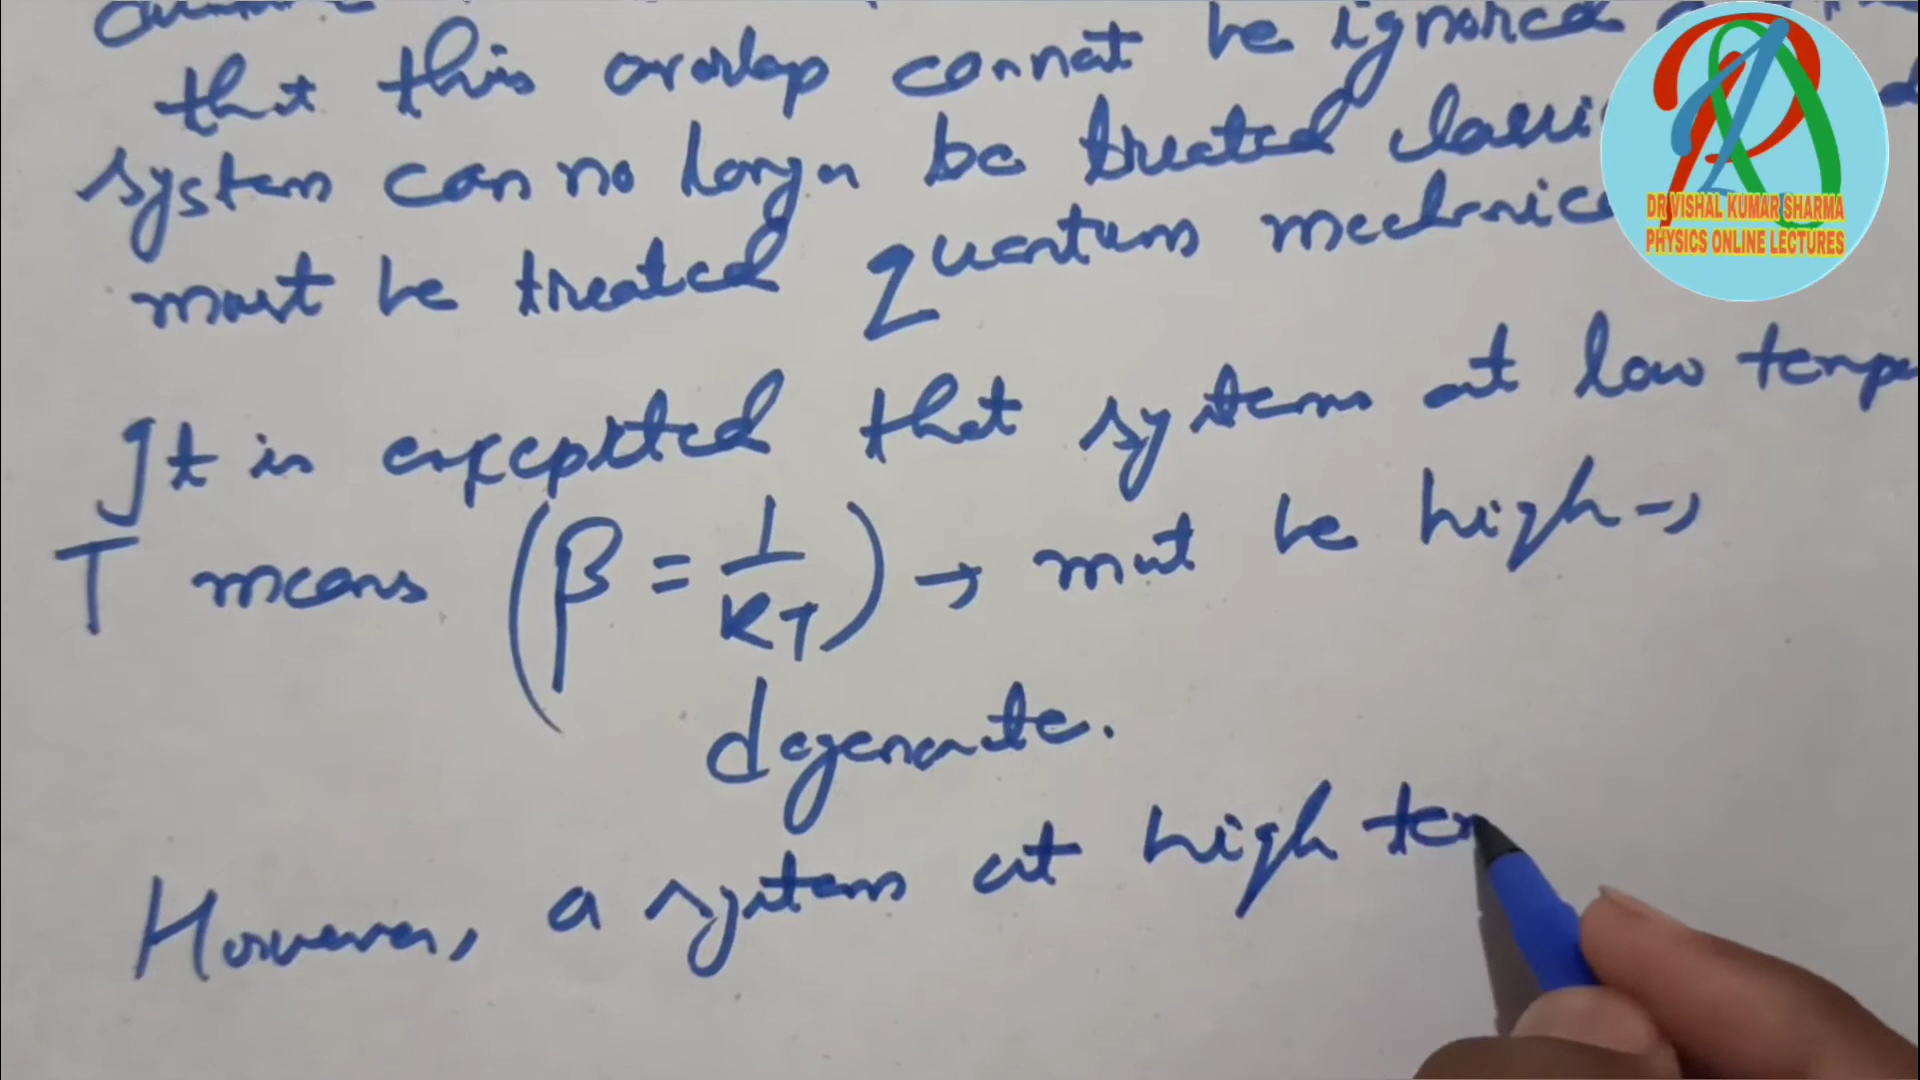 that this overlap cannot be ignored
system can no longer be treated classi
must be treated quantum mechanic
It is excepted that systems at low tempe
T means (β = 1/KT) → must be high →
degenerate.
However, a system at high tem
DR VISHAL KUMAR SHARMA
PHYSICS ONLINE LECTURES